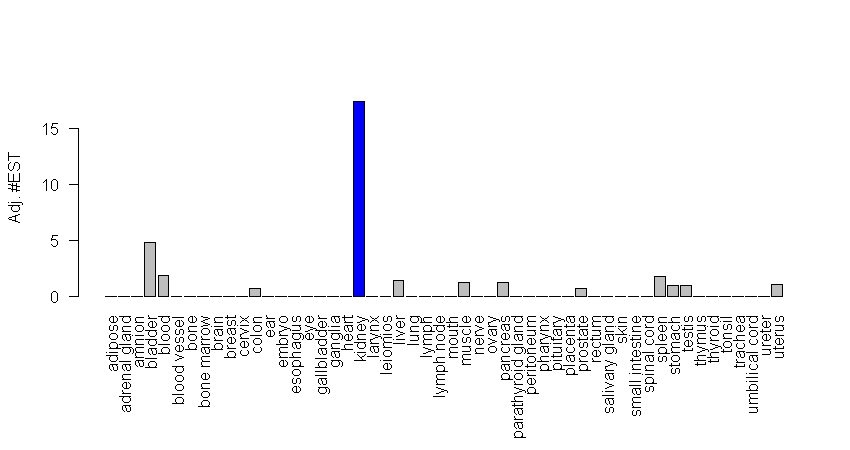 Adj. #EST
15
10
5
0
adipose
adrenal gland
amnion
bladder
blood
blood vessel
bone
bone marrow
brain
breast
cervix
colon
ear
embryo
esophagus
eye
gallbladder
ganglia
heart
kidney
larynx
leiomios
liver
lung
lymph
lymph node
mouth
muscle
nerve
ovary
pancreas
parathyroid gland
peritoneum
pharynx
pituitary
placenta
prostate
rectum
salivary gland
skin
small intestine
spinal cord
spleen
stomach
testis
thymus
thyroid
tonsil
trachea
umbilical cord
ureter
uterus